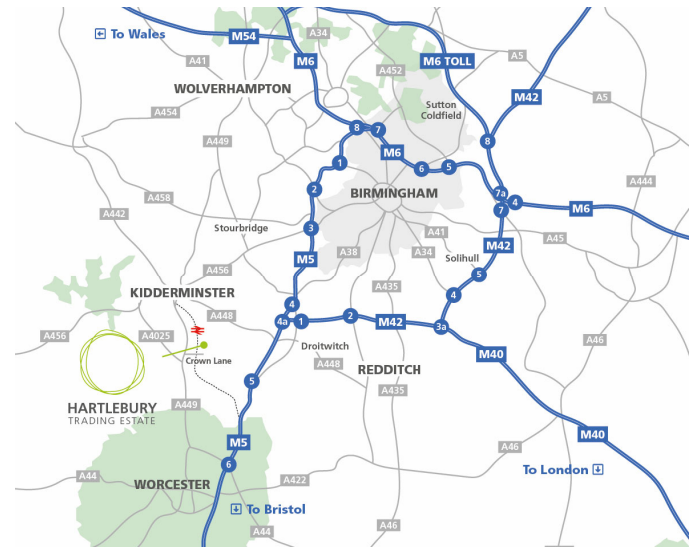 To Wales
M54
A34
A41
M6
A452
M6 TOLL
A5
WOLVERHAMPTON
Sutton
Coldfield
M42
A5
A454
A449
8
7
M6
8
1
6
5
2
BIRMINGHAM
7a
4
7
M6
A444
A458
A442
Stourbridge
3
A41
A45
M5
A38
A34
M42
Solihull
A456
5
KIDDERMINSTER
A435
4
4
A448
4a
1
2
M42
3a
A456
A4025
Droitwitch
A46
Crown Lane
A448
M40
REDDITCH
5
A435
HARTLEBURY
TRADING ESTATE
A449
M5
M40
A46
6
To London
A44
WORCESTER
A422
To Bristol
A44
A46